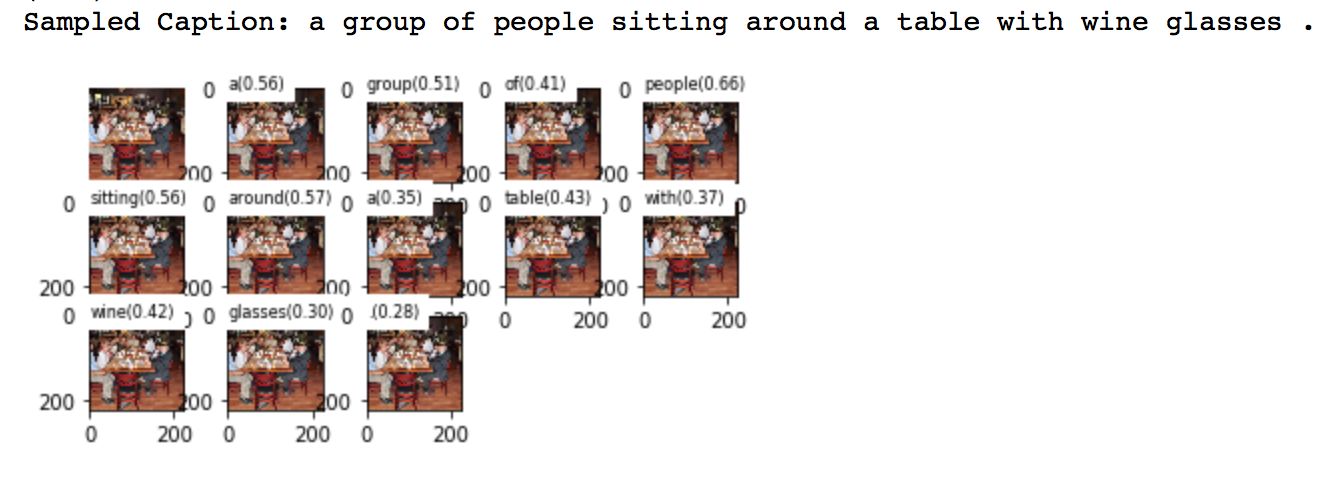 Sampled Caption: a group of people sitting around a table with wine glasses .
0 a(0.56) 0 group(0.51) 0 of(0.41) 0 people(0.66)
200 200 200 200
0 sitting(0.56) 0 around(0.57) 0 a(0.35) 0 table(0.43) 0 with(0.37)
200 200 200 200 200
0 200 0 200
0 wine(0.42) 0 glasses(0.30) 0 .(0.28)
200 200 200
0 200 0 200 0 200